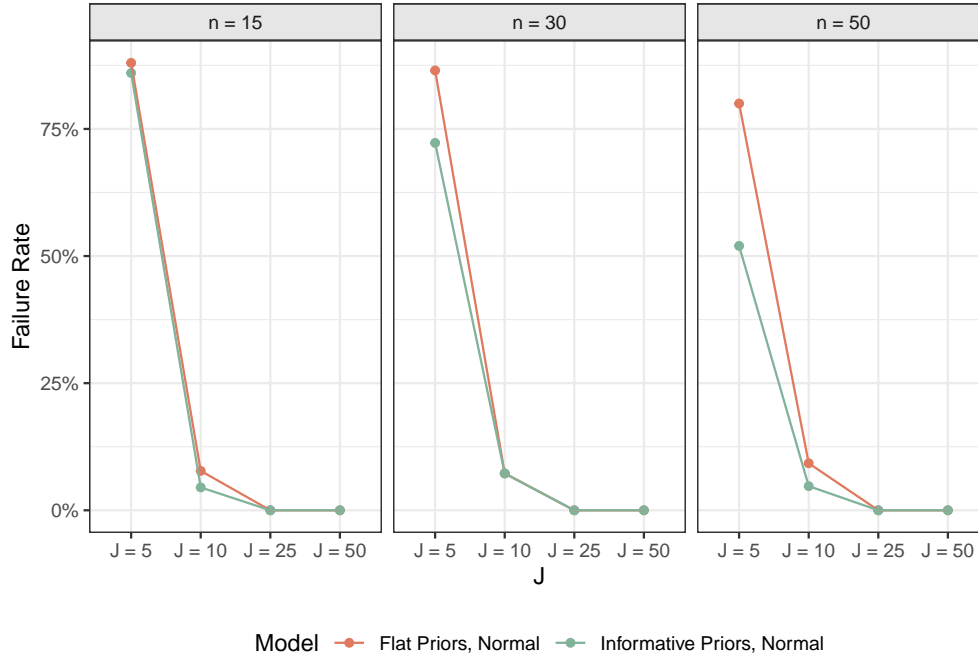 n = 15 n = 30 n = 50
Failure Rate
75%
50%
25%
0%
J = 5 J = 10 J = 25 J = 50 J = 5 J = 10 J = 25 J = 50 J = 5 J = 10 J = 25 J = 50
J
Model Flat Priors, Normal Informative Priors, Normal